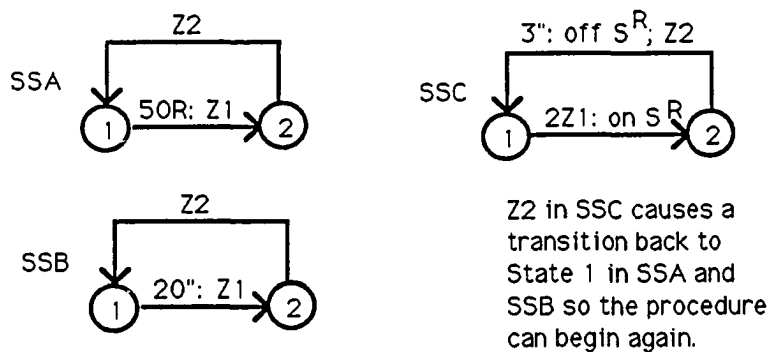 Z2
SSA
1
50R: Z1
2
3": off S^R; Z2
SSC
1
2Z1: on S^R
2
Z2
SSB
1
20": Z1
2
Z2 in SSC causes a
transition back to
State 1 in SSA and
SSB so the procedure
can begin again.